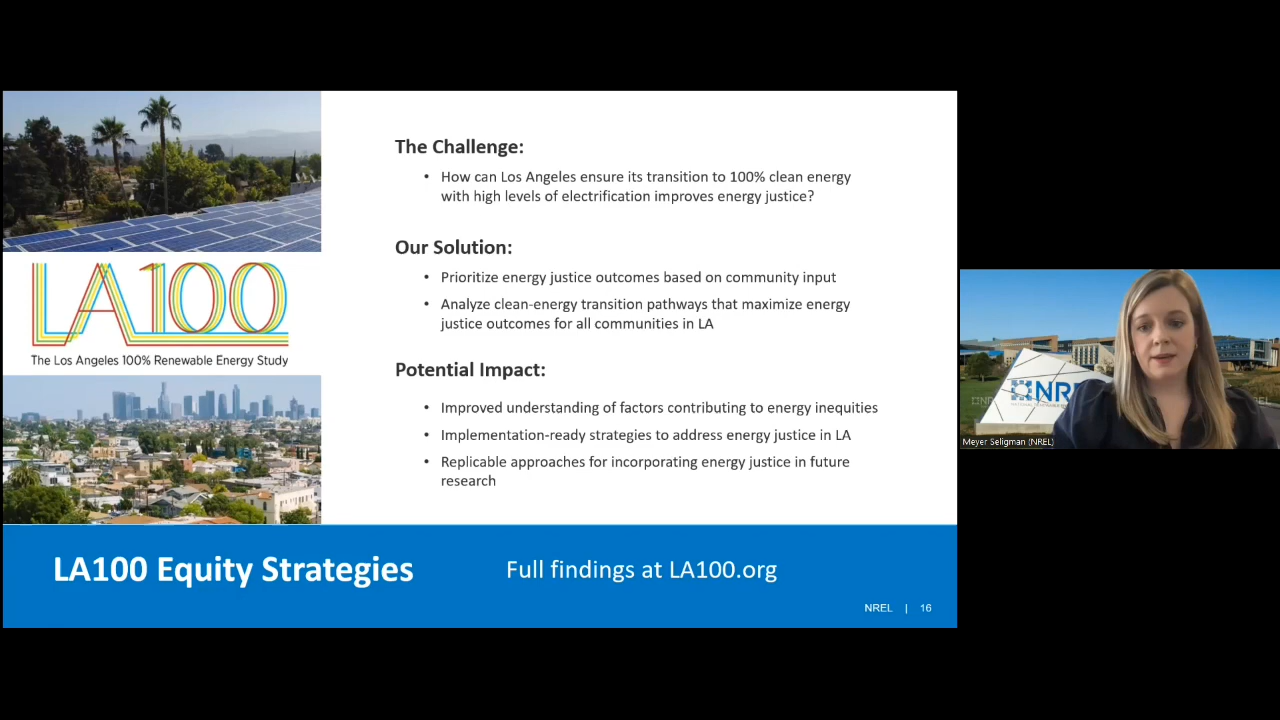 The Challenge:
• How can Los Angeles ensure its transition to 100% clean energy
with high levels of electrification improves energy justice?
Our Solution:
• Prioritize energy justice outcomes based on community input
• Analyze clean-energy transition pathways that maximize energy
justice outcomes for all communities in LA
Potential Impact:
• Improved understanding of factors contributing to energy inequities
• Implementation-ready strategies to address energy justice in LA
• Replicable approaches for incorporating energy justice in future
research
LA100
The Los Angeles 100% Renewable Energy Study
LA100 Equity Strategies
Full findings at LA100.org
NREL | 16
Meyer Seligman (NREL)